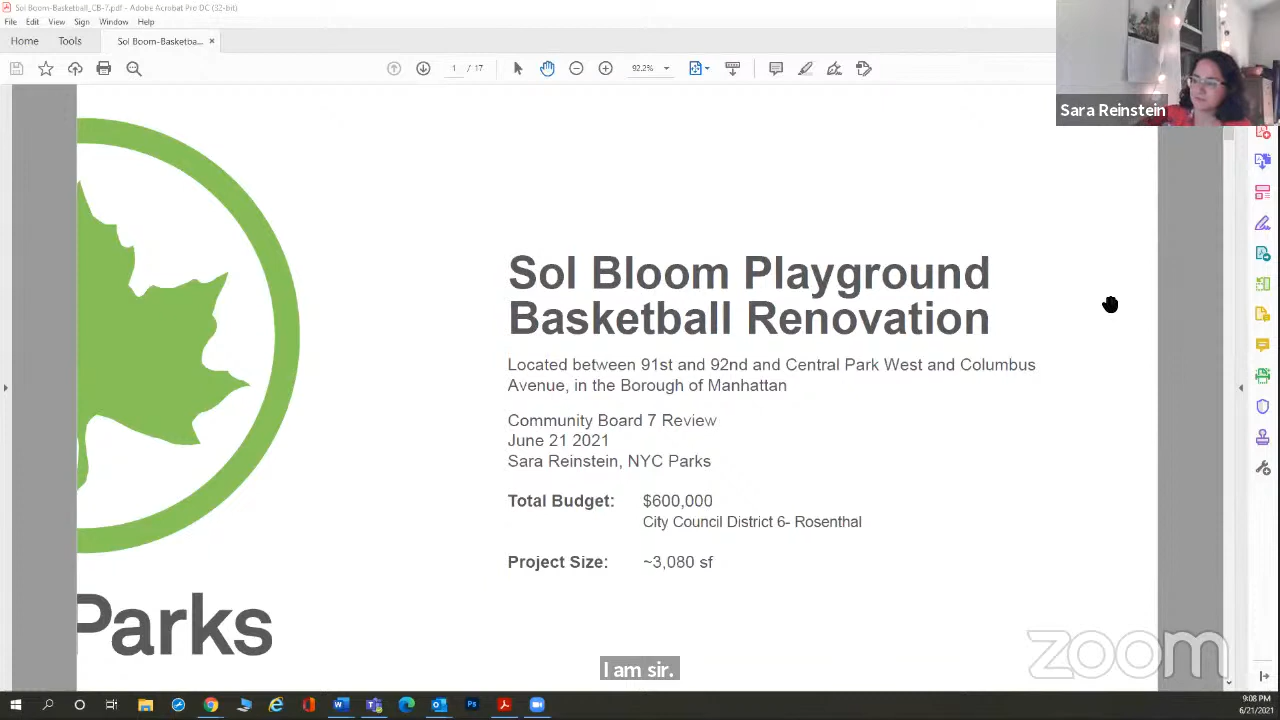 Sol Boom-Basketball_CB-7.pdf - Adobe Acrobat Pro DC (32-bit)
File Edit View Sign Window Help
Home Tools Sol Boom-Basketba... ×
1 / 17 92.2%
Sara Reinstein
Sol Bloom Playground
Basketball Renovation
Located between 91st and 92nd and Central Park West and Columbus
Avenue, in the Borough of Manhattan
Community Board 7 Review
June 21 2021
Sara Reinstein, NYC Parks
Total Budget: $600,000
City Council District 6- Rosenthal
Project Size: ~3,080 sf
Parks
zoom
I am sir.
9:08 PM
6/21/2021